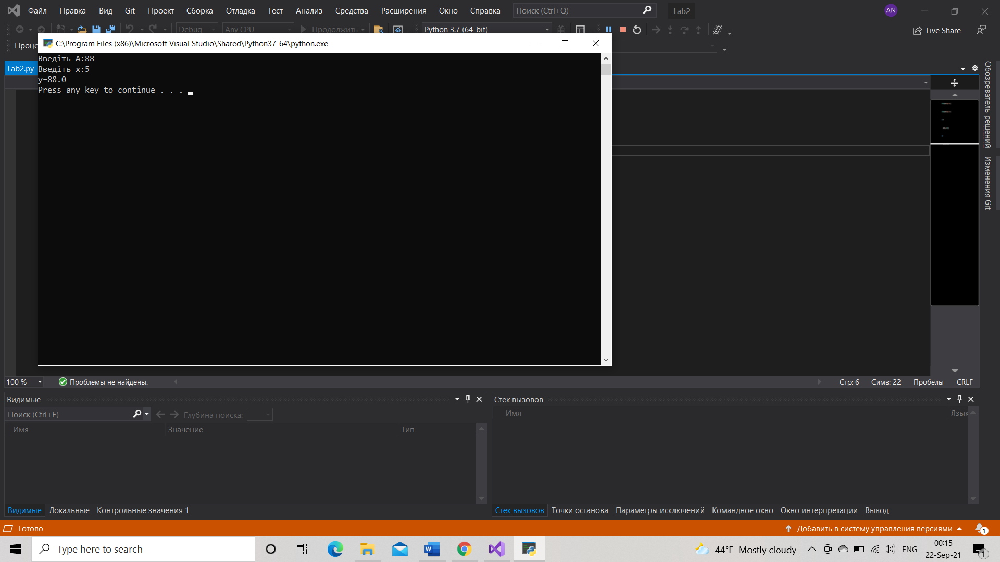 Файл Правка Вид Git Проект Сборка Отладка Тест Анализ Средства Расширения Окно Справка Поиск (Ctrl+Q) Lab2 AN
Debug Any CPU Продолжить Python 3.7 (64-bit) Live Share
Проце
C:\Program Files (x86)\Microsoft Visual Studio\Shared\Python37_64\python.exe
Введіть A:88
Введіть x:5
y=88.0
Press any key to continue . . .
Lab2.py
Обозреватель решений
Изменения Git
100 % Проблемы не найдены. Стр: 6 Симв: 22 Пробелы CRLF
Видимые
Поиск (Ctrl+E) Глубина поиска:
Имя Значение Тип
Видимые Локальные Контрольные значения 1
Стек вызовов
Имя Язык
Стек вызовов Точки останова Параметры исключений Командное окно Окно интерпретации Вывод
Готово Добавить в систему управления версиями 1
Type here to search 44°F Mostly cloudy ENG 00:15
22-Sep-21 1